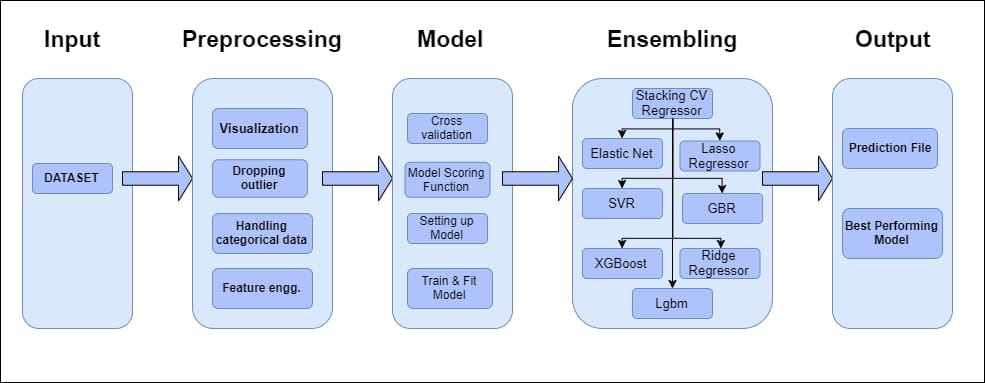 Input
Preprocessing
Model
Ensembling
Output
DATASET
Visualization
Dropping
outlier
Handling
categorical data
Feature engg.
Cross
validation
Model Scoring
Function
Setting up
Model
Train & Fit
Model
Stacking CV
Regressor
Elastic Net
Lasso
Regressor
SVR
GBR
XGBoost
Ridge
Regressor
Lgbm
Prediction File
Best Performing
Model